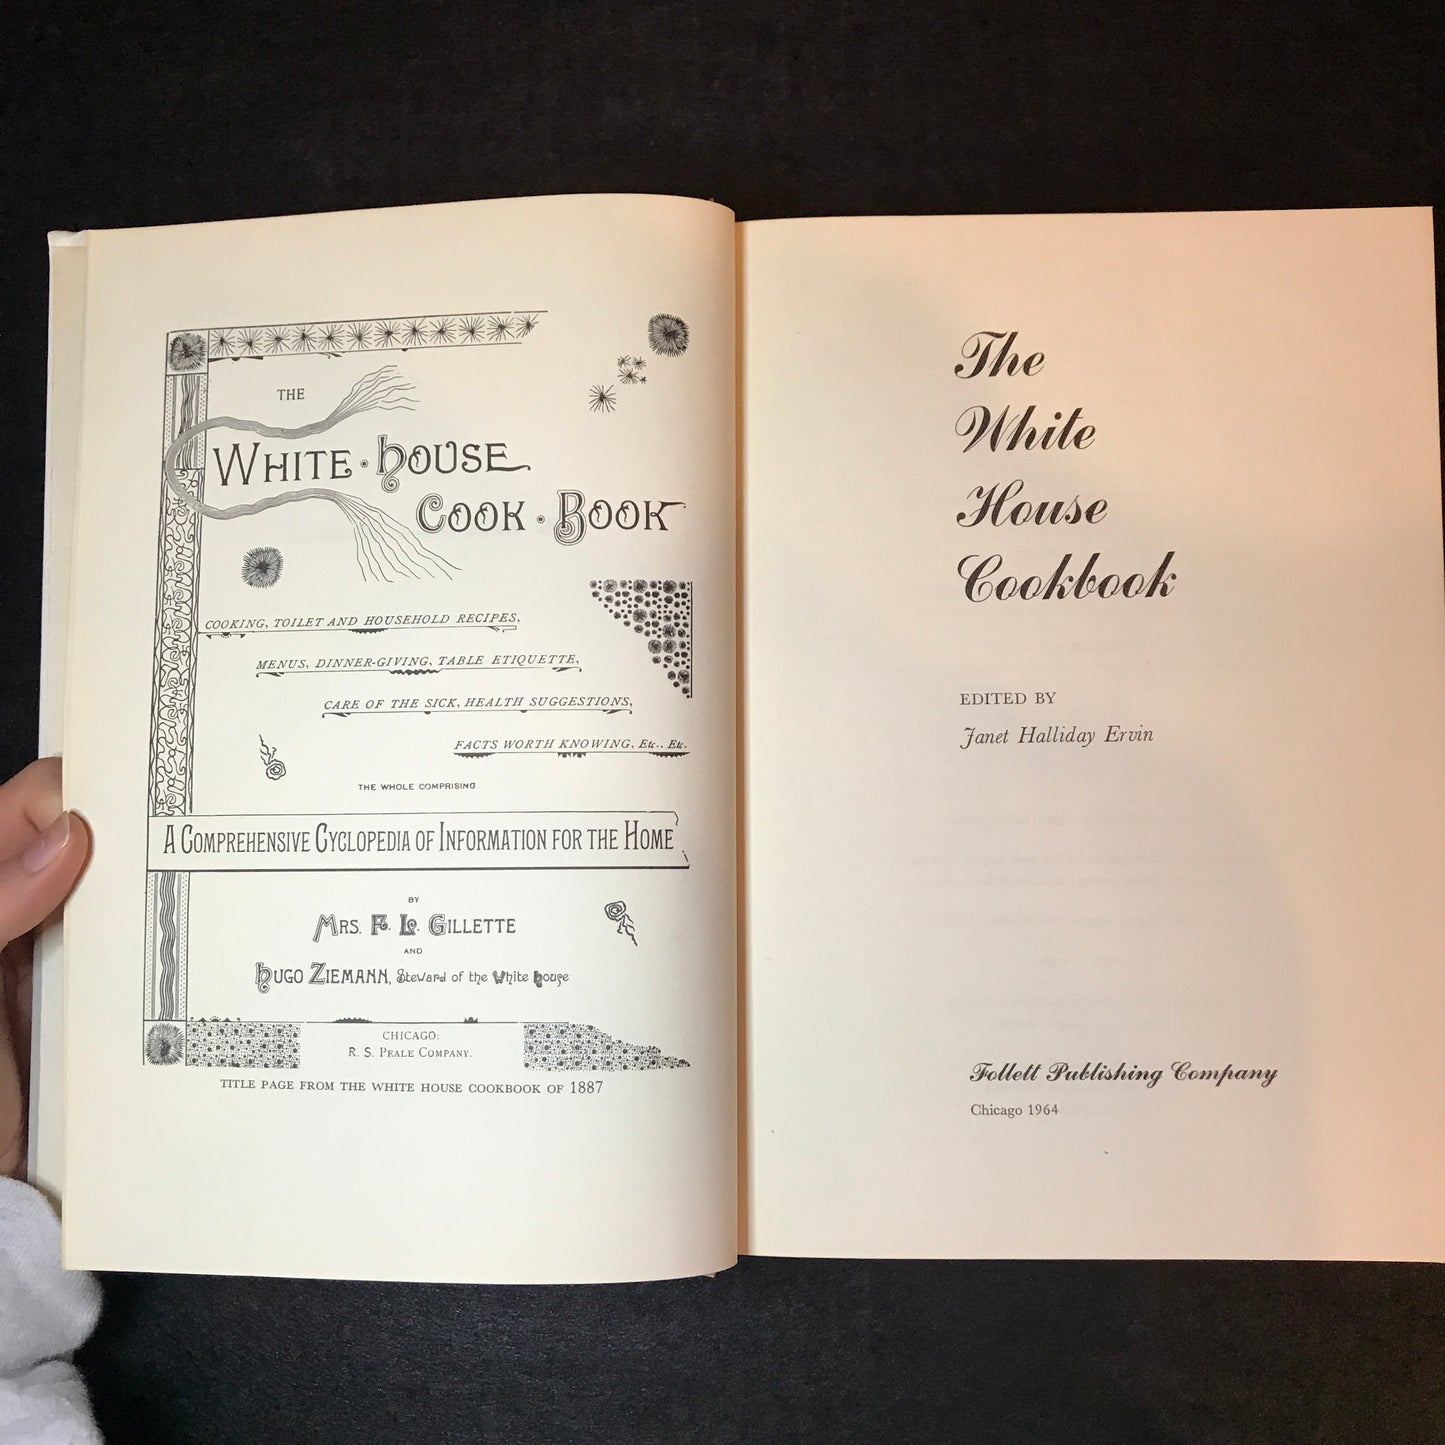 THE
WHITE · HOUSE
COOK · BOOK
COOKING, TOILET AND HOUSEHOLD RECIPES,
MENUS, DINNER-GIVING, TABLE ETIQUETTE,
CARE OF THE SICK, HEALTH SUGGESTIONS,
FACTS WORTH KNOWING, Etc., Etc.
THE WHOLE COMPRISING
A COMPREHENSIVE CYCLOPEDIA OF INFORMATION FOR THE HOME
BY
MRS. F. L. GILLETTE
AND
HUGO ZIEMANN, Steward of the White House
CHICAGO:
R. S. PEALE COMPANY.
TITLE PAGE FROM THE WHITE HOUSE COOKBOOK OF 1887
The
White
House
Cookbook
EDITED BY
Janet Halliday Ervin
Follett Publishing Company
Chicago 1964